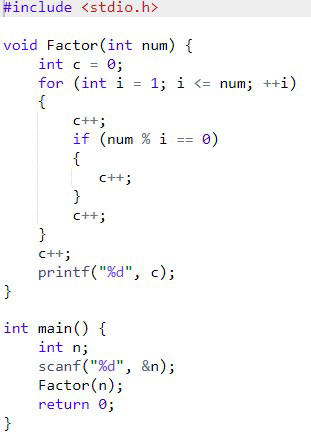 #include <stdio.h>
void Factor(int num) {
int c = 0;
for (int i = 1; i <= num; ++i)
{
c++;
if (num % i == 0)
{
c++;
}
c++;
}
c++;
printf("%d", c);
}
int main() {
int n;
scanf("%d", &n);
Factor(n);
return 0;
}